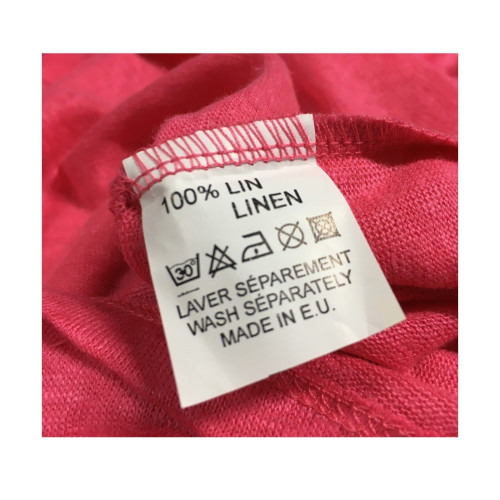 100% LIN
LINEN
30°
LAVER SÉPAREMENT
WASH SÉPARATELY
MADE IN E.U.